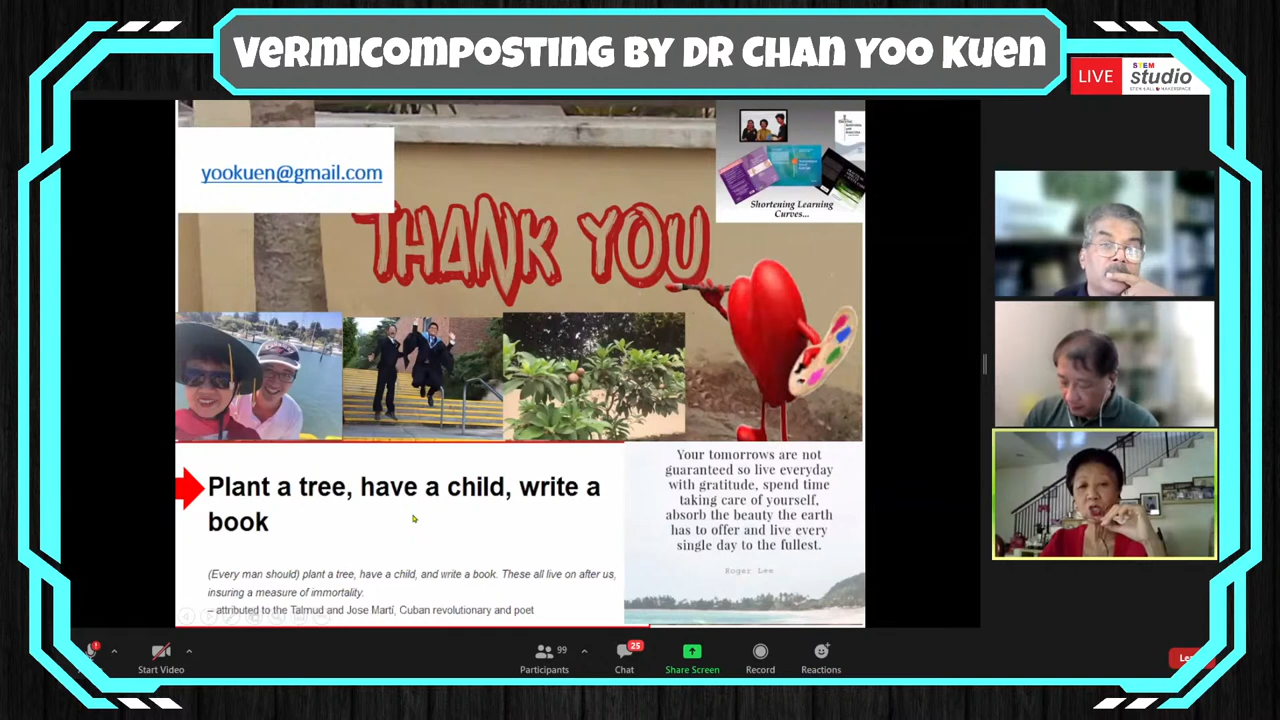 Vermicomposting by Dr Chan Yoo Kuen
LIVE
STEM
studio
yookuen@gmail.com
THANK YOU
Shortening Learning
Curves...
Plant a tree, have a child, write a
book
(Every man should) plant a tree, have a child, and write a book. These all live on after us,
insuring a measure of immortality.
– attributed to the Talmud and Jose Martí, Cuban revolutionary and poet
Your tomorrows are not
guaranteed so live everyday
with gratitude, spend time
taking care of yourself,
absorb the beauty the earth
has to offer and live every
single day to the fullest.
Roger Lee
Start Video
99
Participants
25
Chat
Share Screen
Record
Reactions